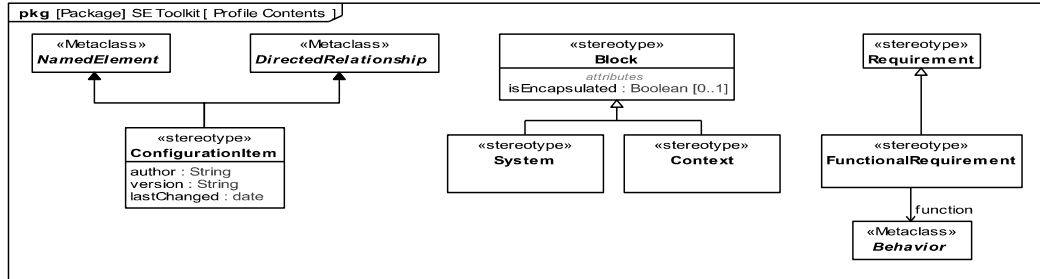 pkg [Package] SE Toolkit [ Profile Contents ]
«Metaclass»
NamedElement
«Metaclass»
DirectedRelationship
«stereotype»
ConfigurationItem
author : String
version : String
lastChanged : date
«stereotype»
Block
attributes
isEncapsulated : Boolean [0..1]
«stereotype»
System
«stereotype»
Context
«stereotype»
Requirement
«stereotype»
FunctionalRequirement
function
«Metaclass»
Behavior